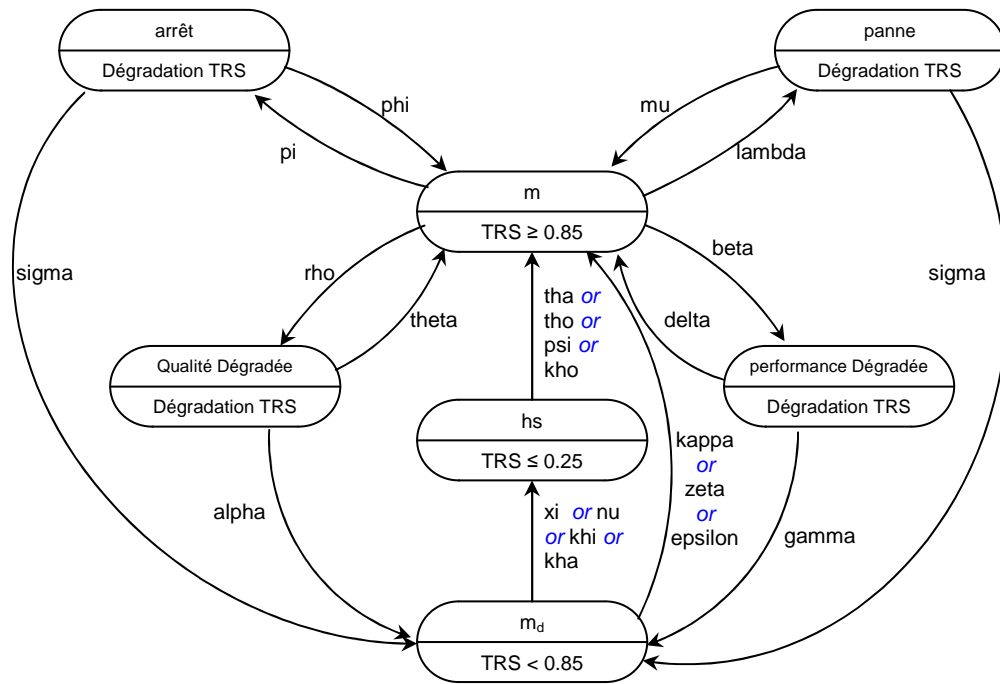 arrêt
Dégradation TRS
panne
Dégradation TRS
phi
pi
mu
lambda
m
TRS ≥ 0.85
sigma
rho
theta
tha or
tho or
psi or
kho
delta
beta
sigma
Qualité Dégradée
Dégradation TRS
performance Dégradée
Dégradation TRS
hs
TRS ≤ 0.25
alpha
xi or nu
or khi or
kha
kappa
or
zeta
or
epsilon
gamma
m_d
TRS < 0.85